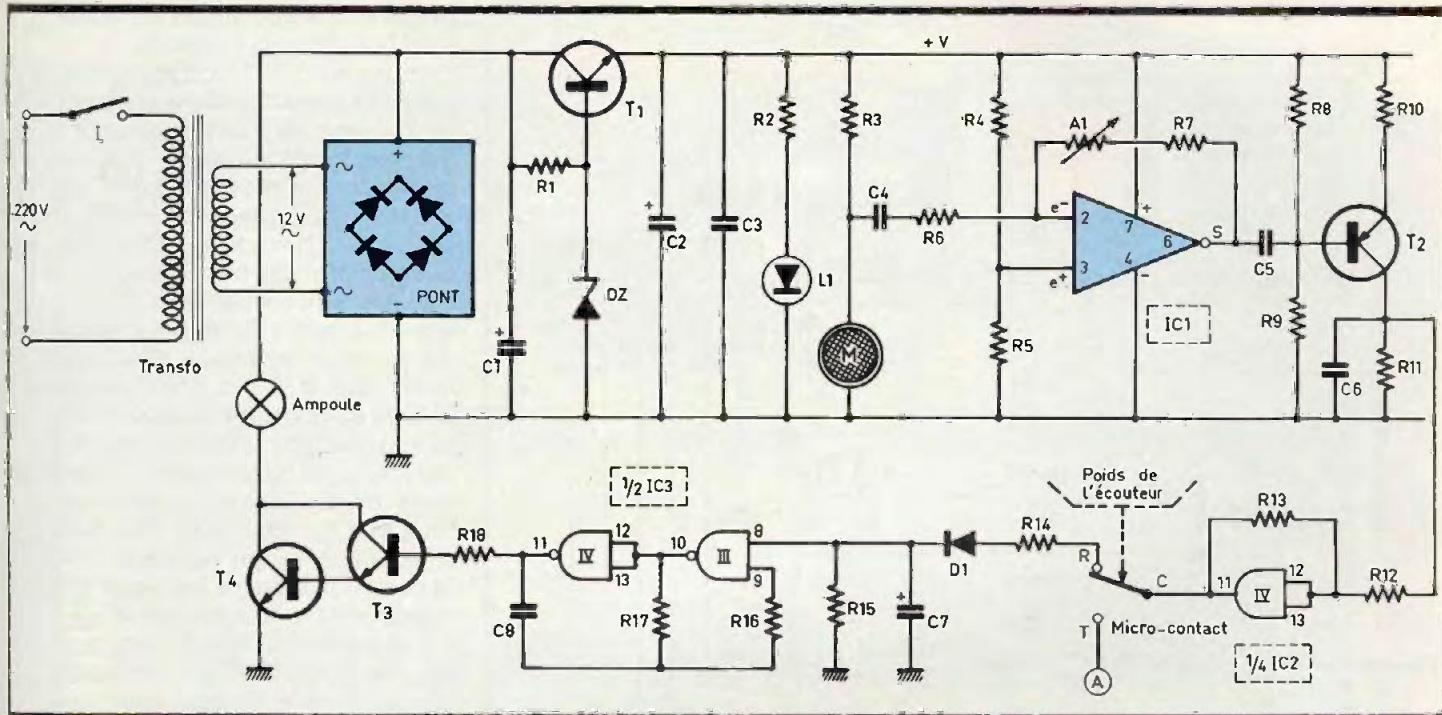 + V
T1
R1
DZ
C1
C2
C3
R2
L1
R3
M
C4
R6
R4
R5
A1
R7
e-
2
3
e+
7
+
6
4
-
S
IC1
C5
R8
R9
R10
T2
C6
R11
220 V
~
I
Transfo
12 V
~
~
~
+
-
PONT
Ampoule
T4
T3
R18
1/2 IC3
11
IV
12
13
10
III
8
9
C8
R17
R16
R15
C7
D1
R14
Poids de
l'écouteur
R
C
T
Micro-contact
A
R13
11
IV
12
13
R12
1/4 IC2